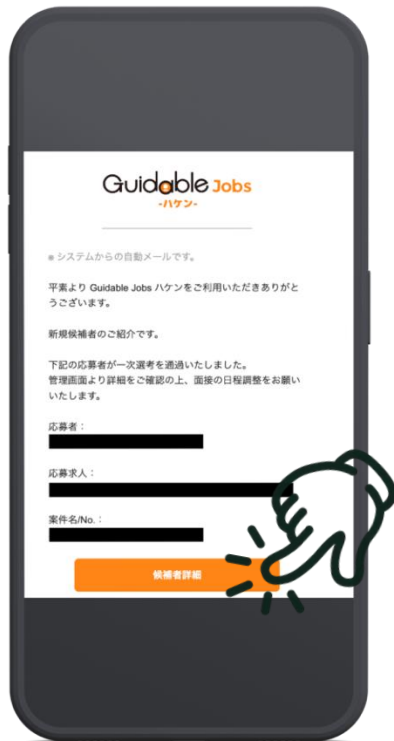 Guidable Jobs
-ハケン-
※ システムからの自動メールです。
平素より Guidable Jobs ハケンをご利用いただきありがと
うございます。
新規候補者のご紹介です。
下記の応募者が一次選考を通過いたしました。
管理画面より詳細をご確認の上、面接の日程調整をお願い
いたします。
応募者：
応募求人：
案件名/No.：
候補者詳細